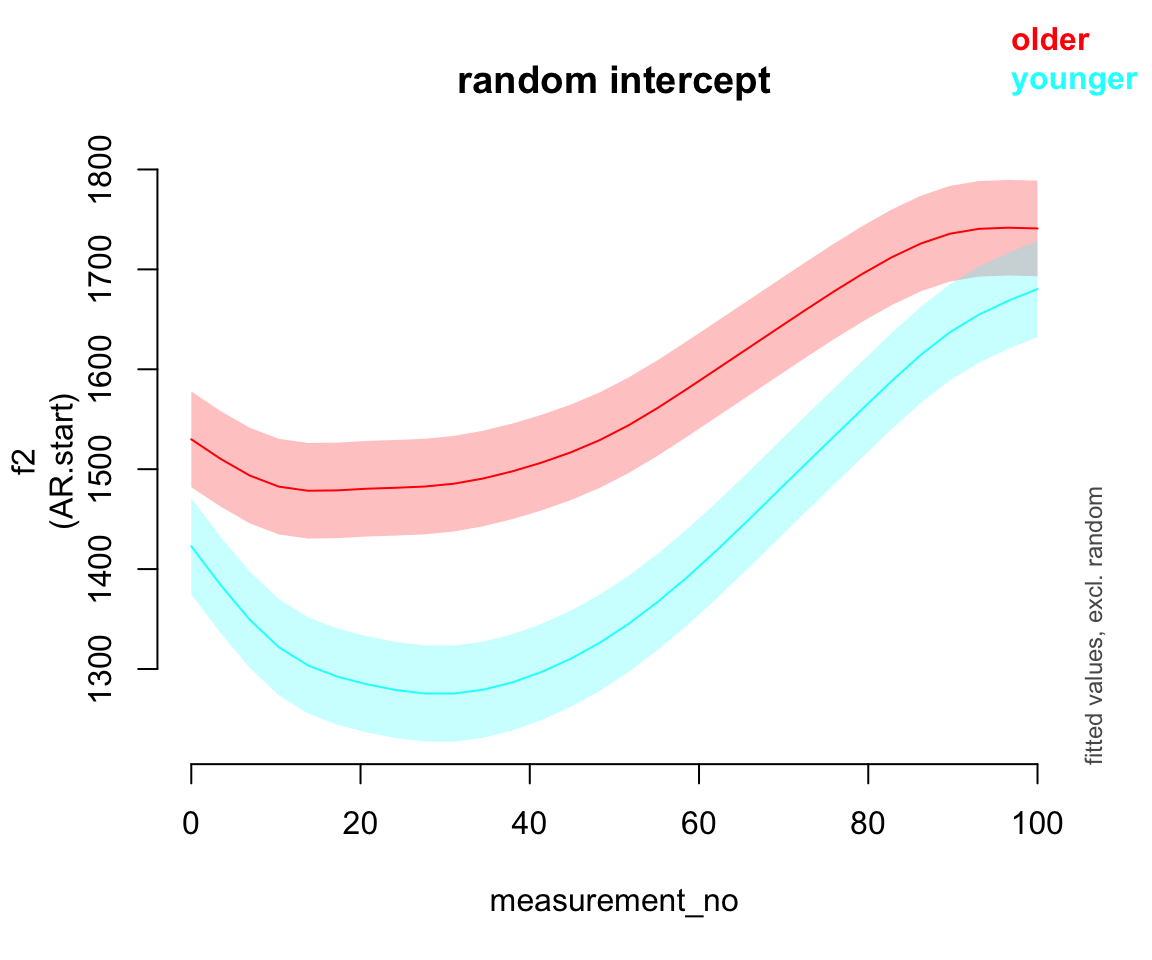 older
younger
random intercept
f2
(AR.start)
1800
1700
1600
1500
1400
1300
0 20 40 60 80 100
measurement_no
fitted values, excl. random